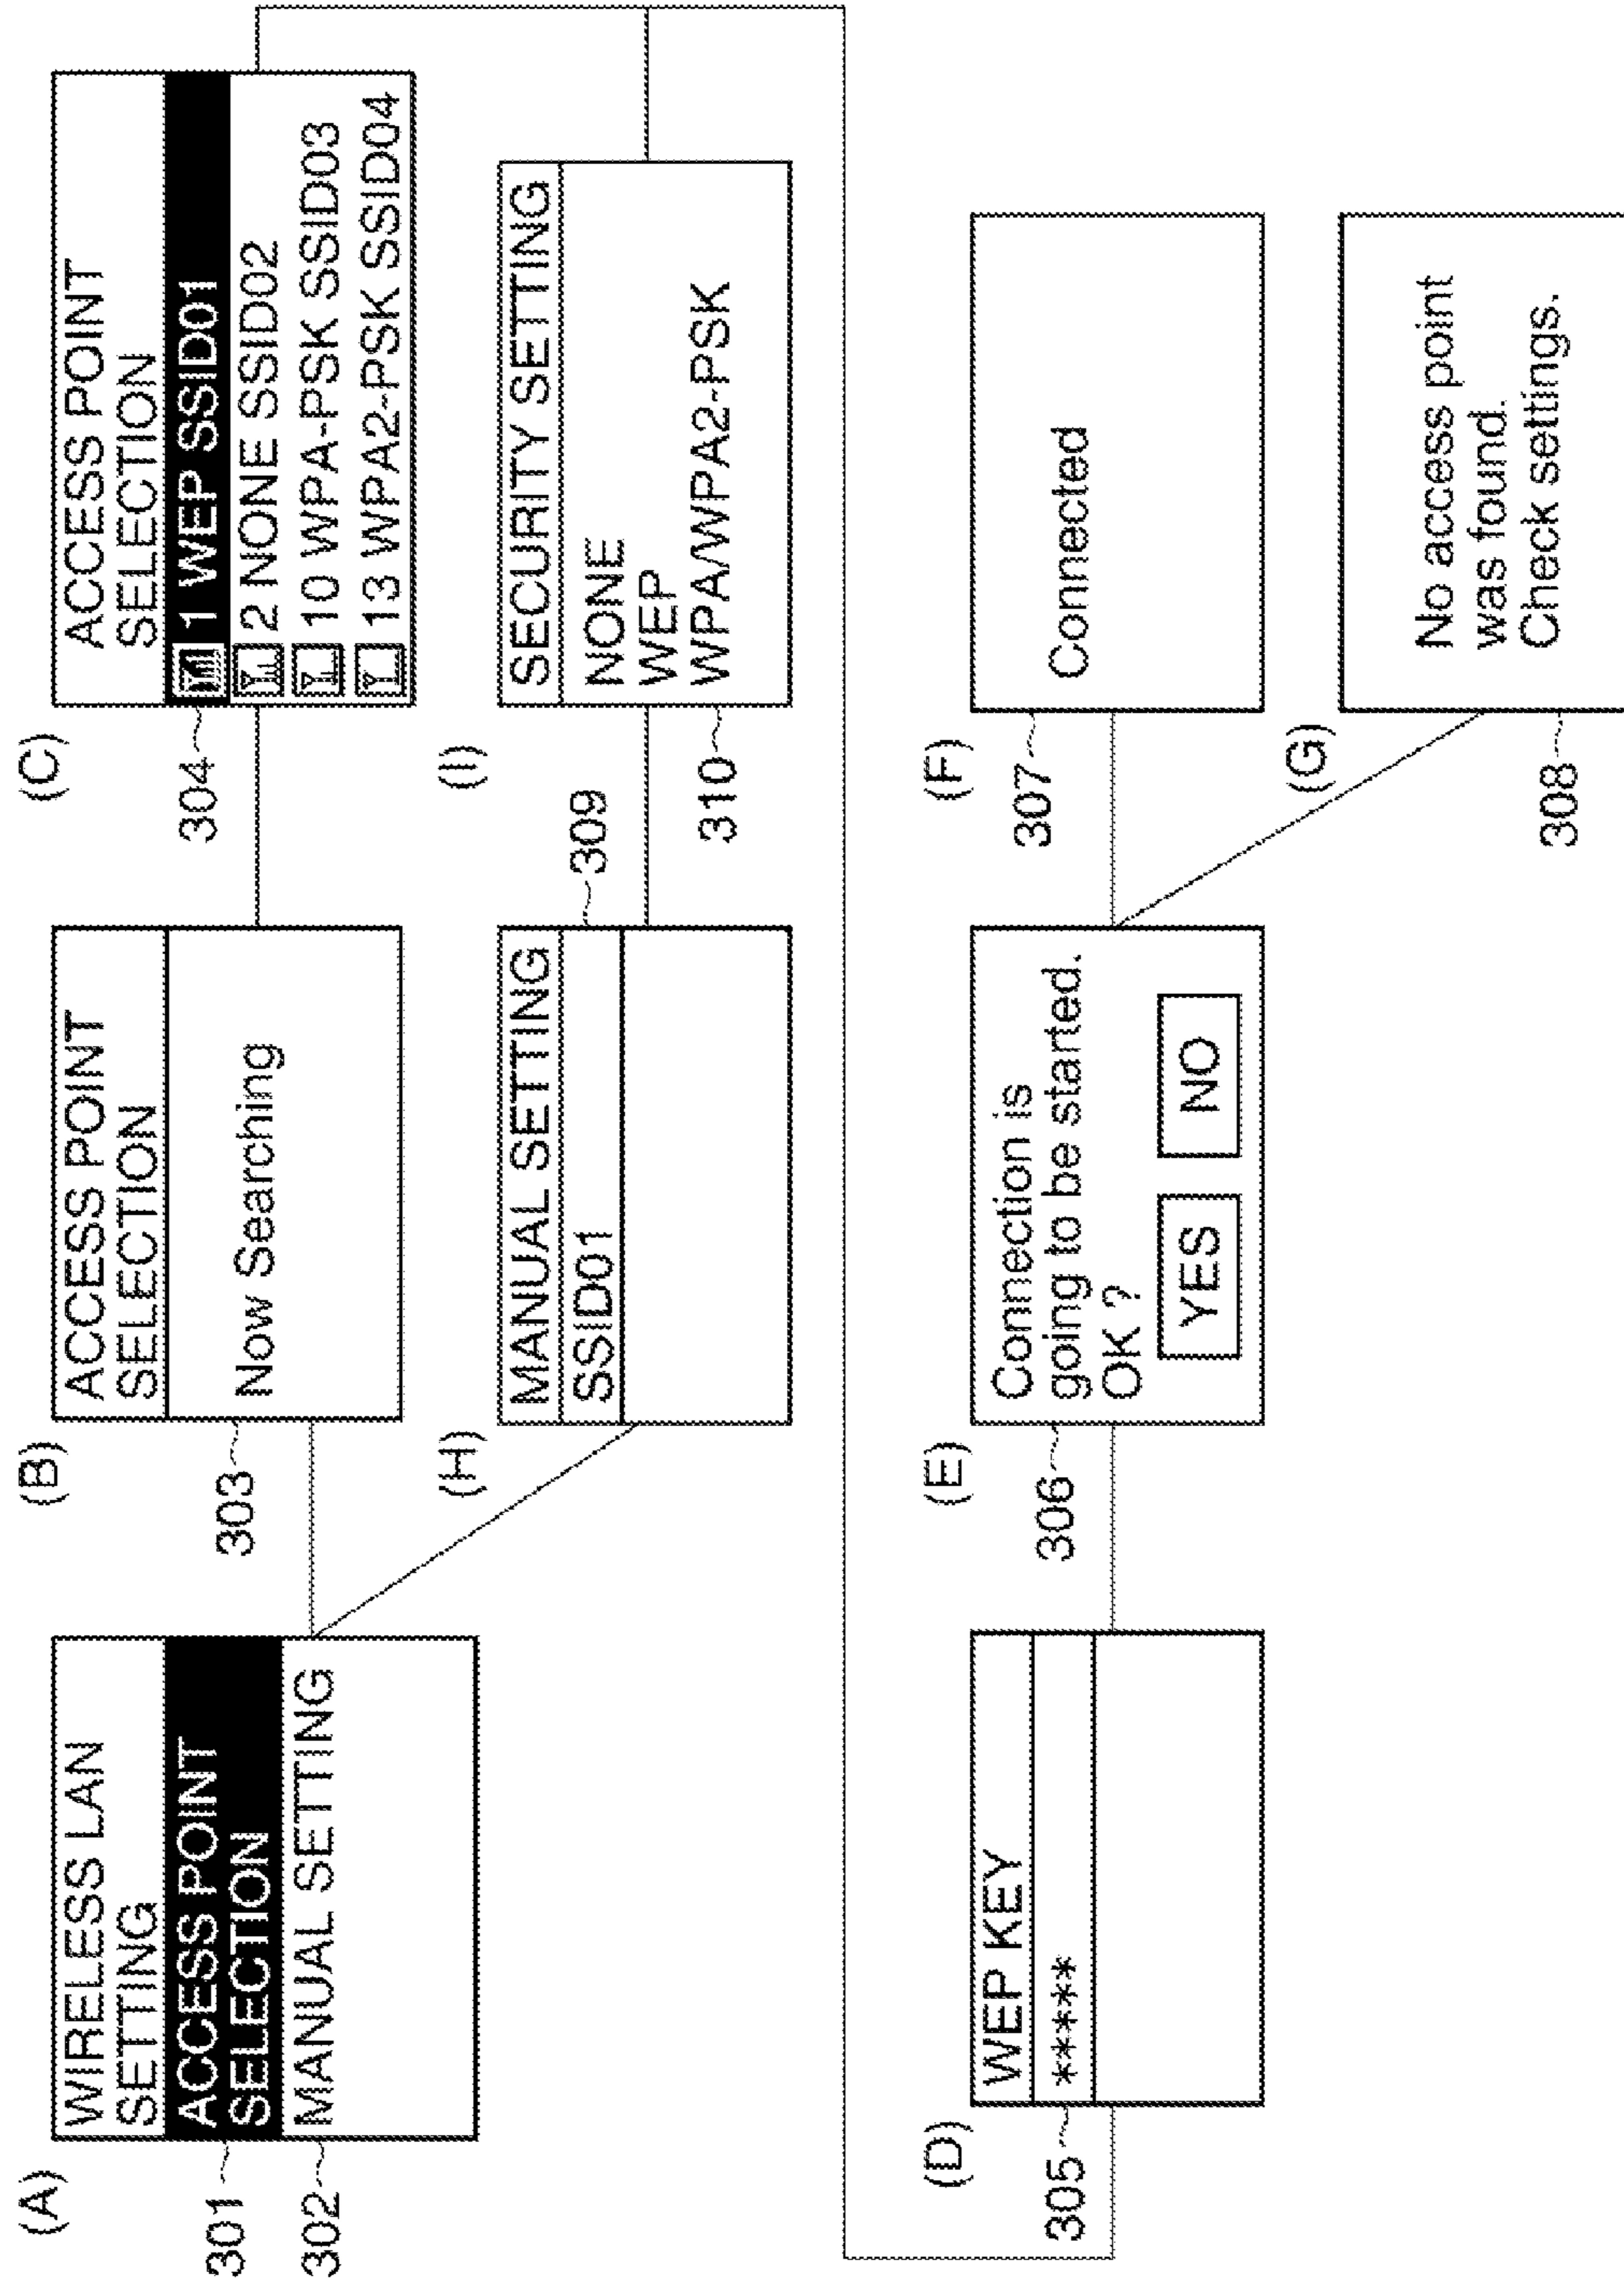 (A)
WIRELESS LAN
SETTING
301
ACCESS POINT
SELECTION
302
MANUAL SETTING
(B)
ACCESS POINT
SELECTION
303
Now Searching
(C)
ACCESS POINT
SELECTION
304
1 WEP SSID01
2 NONE SSID02
10 WPA-PSK SSID03
13 WPA2-PSK SSID04
(H)
MANUAL SETTING
SSID01
309
(I)
SECURITY SETTING
NONE
WEP
WPA/WPA2-PSK
310
(D)
WEP KEY
305
*****
(E)
306
Connection is
going to be started.
OK ?
YES
NO
(F)
307
Connected
(G)
308
No access point
was found.
Check settings.